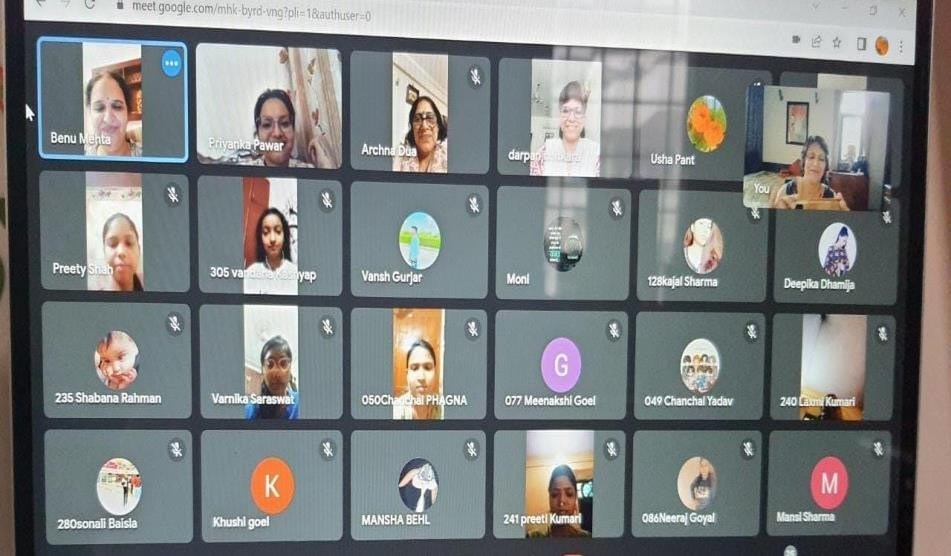 meet.google.com/mhk-byrd-vng?pli=1&authuser=0
Benu Mehta
Priyanka Pawar
Archna Dua
darpan
Usha Pant
You
Preety Shah
305 vandana Kashyap
Vansh Gurjar
Moni
128kajal Sharma
Deepika Dhamija
235 Shabana Rahman
Varnika Saraswat
050Chanchal PHAGNA
G
077 Meenakshi Goel
049 Chanchal Yadav
240 Laxmi Kumari
280sonali Baisla
K
Khushi goel
MANSHA BEHL
241 preeti Kumari
086Neeraj Goyal
M
Mansi Sharma